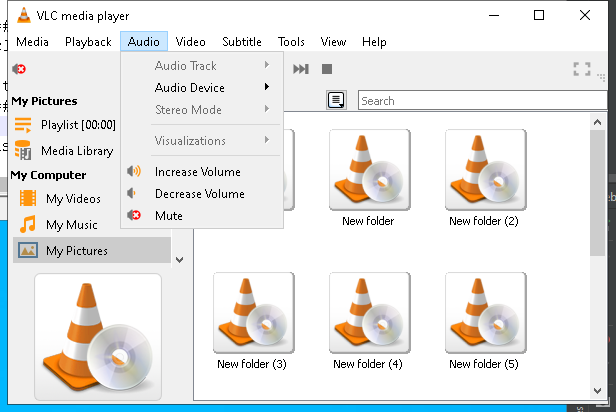 VLC media player
Media Playback Audio Video Subtitle Tools View Help
Audio Track
Audio Device
Stereo Mode
Visualizations
Increase Volume
Decrease Volume
Mute
My Pictures
Playlist [00:00]
Media Library
My Computer
My Videos
My Music
My Pictures
Search
New folder
New folder (2)
New folder (3)
New folder (4)
New folder (5)